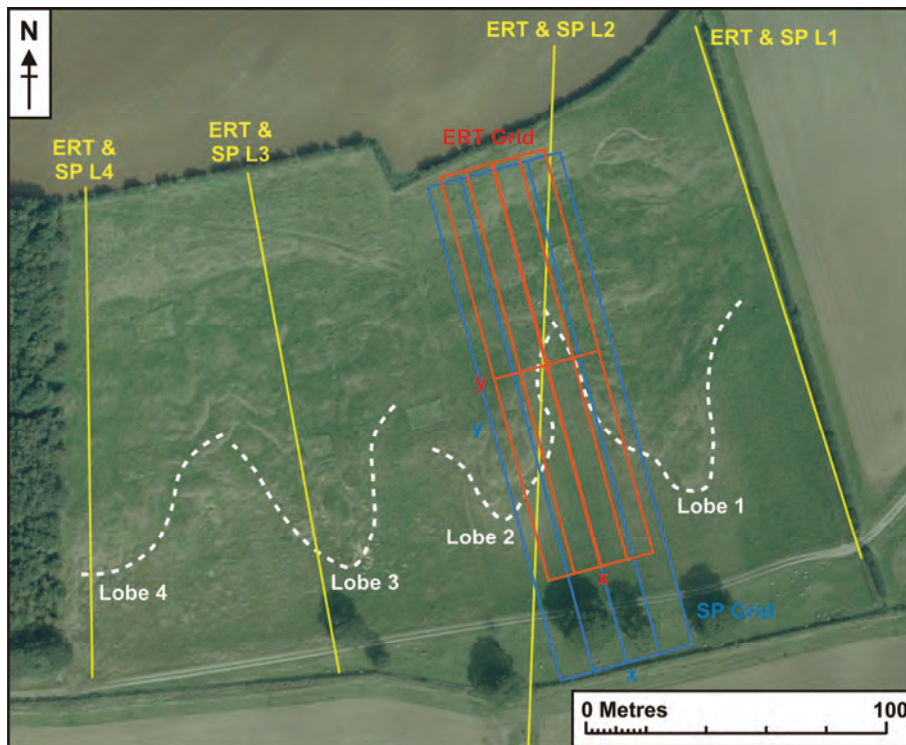 N
ERT & SP L2
ERT & SP L1
ERT &
SP L4
ERT &
SP L3
ERT Grid
y
y
Lobe 1
Lobe 2
Lobe 3
Lobe 4
x
SP Grid
x
0 Metres 100